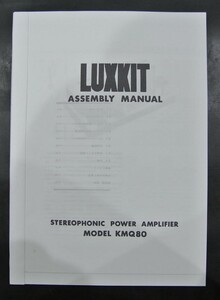 LUXKIT
ASSEMBLY MANUAL
STEREOPHONIC POWER AMPLIFIER
MODEL KMQ80